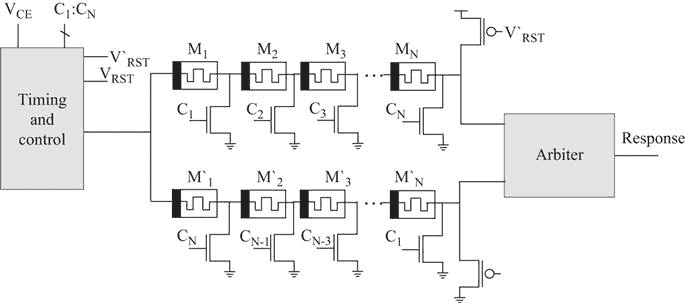 V_CE C_1:C_N
V`_RST
V_RST
Timing
and
control
M_1 M_2 M_3 M_N
C_1 C_2 C_3 C_N
V`_RST
Arbiter
Response
M`_1 M`_2 M`_3 M`_N
C_N C_N-1 C_N-3 C_1